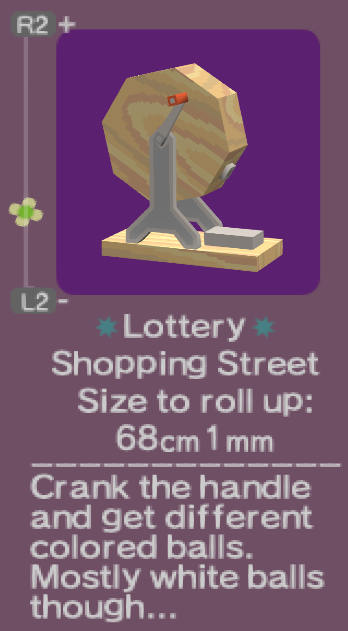 R2 +
L2 -
Lottery
Shopping Street
Size to roll up:
68cm 1mm
Crank the handle
and get different
colored balls.
Mostly white balls
though...